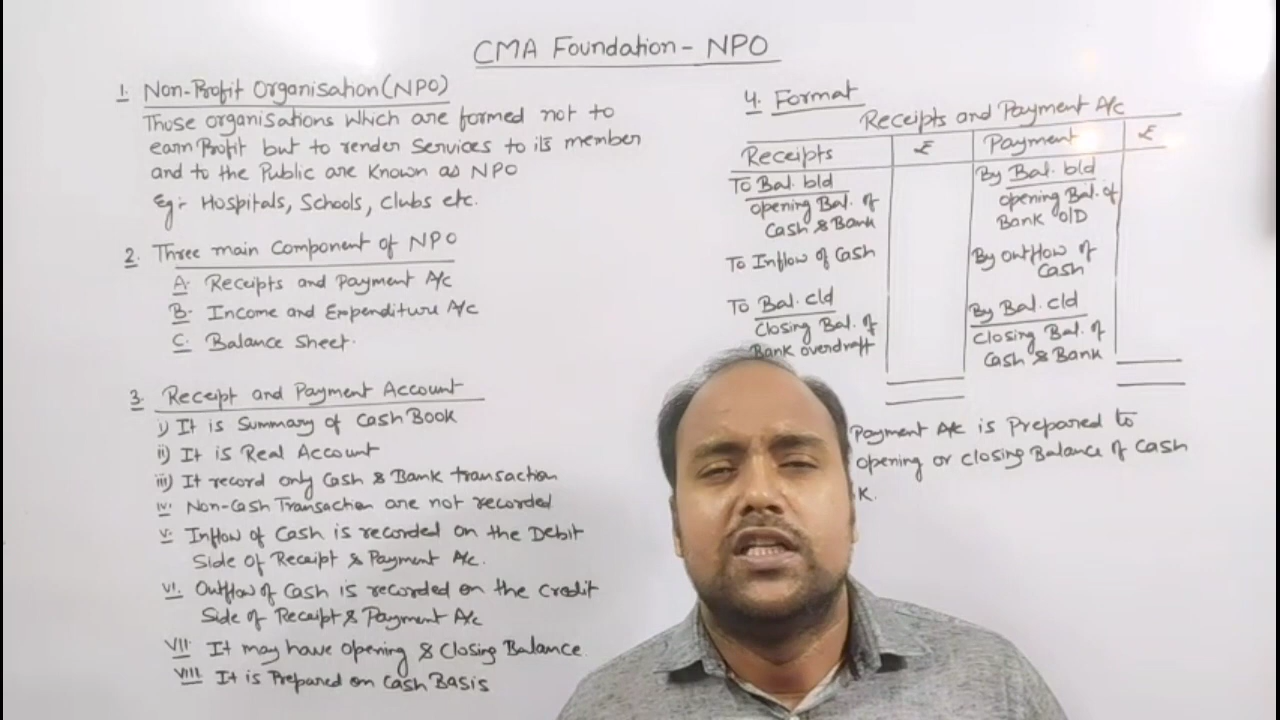 CMA Foundation - NPO
1. Non-Profit Organisation (NPO)
Those organisations which are formed not to
earn Profit but to render services to its member
and to the Public are known as NPO
Eg:- Hospitals, Schools, clubs etc.
2. Three main Component of NPO
A. Receipts and Payment A/c
B. Income and Expenditure A/c
C. Balance Sheet.
3. Receipt and Payment Account
i) It is Summary of Cash Book
ii) It is Real Account
iii) It record only Cash & Bank transaction
iv. Non-Cash Transaction are not recorded
v. Inflow of Cash is recorded on the Debit
Side of Receipt & Payment A/c.
VI. Outflow of Cash is recorded on the credit
Side of Receipt & Payment A/c
VII. It may have Opening & Closing Balance
VIII. It is Prepared on Cash Basis
4. Format
Receipts and Payment A/c
Receipts ₹ Payment ₹
To Bal. b/d
opening Bal. of
Cash & Bank
To Inflow of Cash
To Bal. c/d
Closing Bal. of
Bank overdraft
By Bal. b/d
opening Bal. of
Bank O/D
By outflow of
Cash
By Bal. c/d
Closing Bal. of
Cash & Bank
Payment A/c is Prepared to
opening or closing Balance of Cash
k.